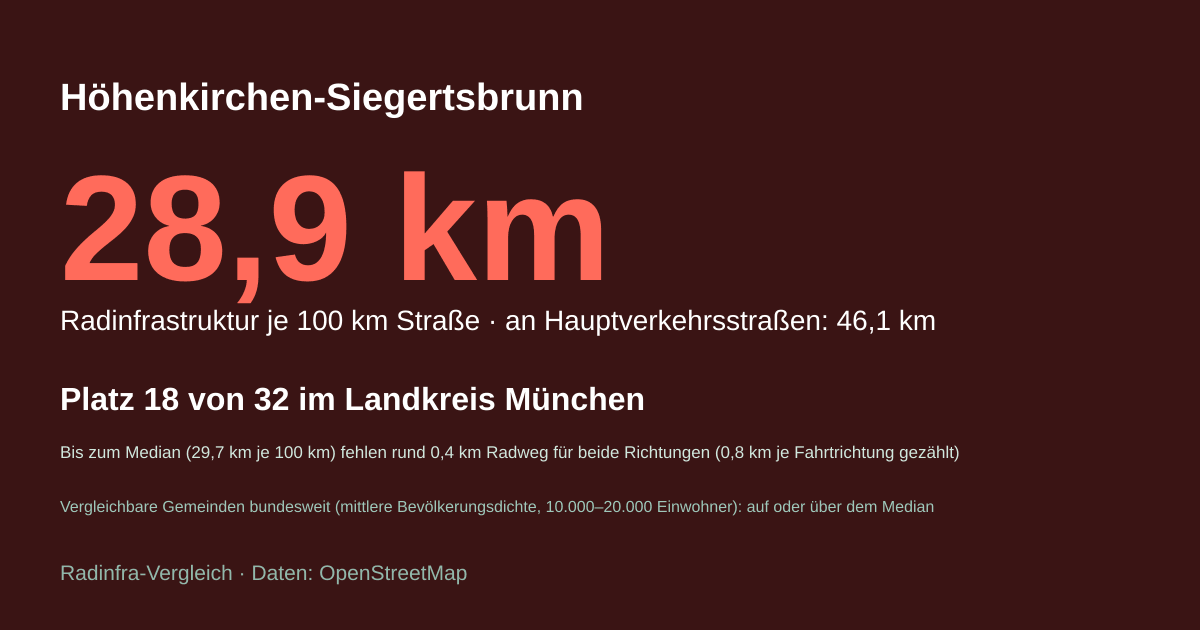 Höhenkirchen-Siegertsbrunn
28,9 km
Radinfrastruktur je 100 km Straße · an Hauptverkehrsstraßen: 46,1 km
Platz 18 von 32 im Landkreis München
Bis zum Median (29,7 km je 100 km) fehlen rund 0,4 km Radweg für beide Richtungen (0,8 km je Fahrtrichtung gezählt)
Vergleichbare Gemeinden bundesweit (mittlere Bevölkerungsdichte, 10.000–20.000 Einwohner): auf oder über dem Median
Radinfra-Vergleich · Daten: OpenStreetMap